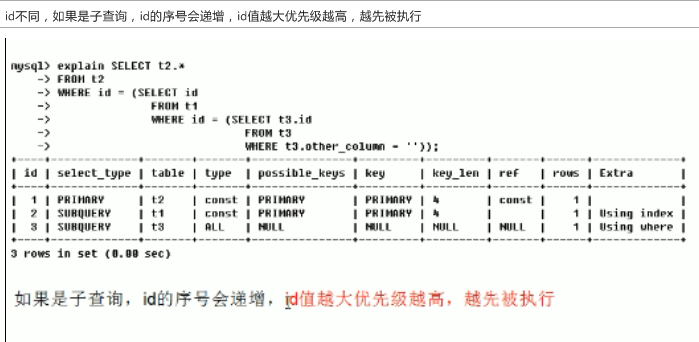 id不同，如果是子查询，id的序号会递增，id值越大优先级越高，越先被执行
mysql> explain SELECT t2.*
-> FROM t2
-> WHERE id = (SELECT id
-> FROM t1
-> WHERE id = (SELECT t3.id
-> FROM t3
-> WHERE t3.other_column = ''));
| id | select_type | table | type | possible_keys | key | key_len | ref | rows | Extra |
| 1 | PRIMARY | t2 | const | PRIMARY | PRIMARY | 4 | const | 1 | |
| 2 | SUBQUERY | t1 | const | PRIMARY | PRIMARY | 4 | | 1 | Using index |
| 3 | SUBQUERY | t3 | ALL | NULL | NULL | NULL | NULL | 1 | Using where |
3 rows in set (0.00 sec)
如果是子查询，id的序号会递增，id值越大优先级越高，越先被执行